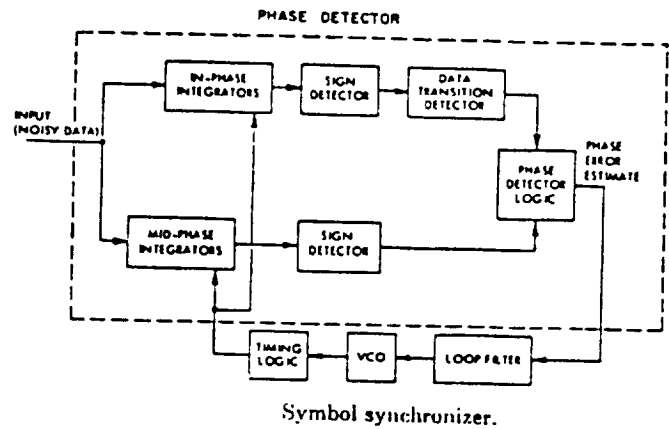 PHASE DETECTOR
IN-PHASE
INTEGRATORS
SIGN
DETECTOR
DATA
TRANSITION
DETECTOR
INPUT
(NOISY DATA)
PHASE
DETECTOR
LOGIC
PHASE
ERROR
ESTIMATE
MID-PHASE
INTEGRATORS
SIGN
DETECTOR
TIMING
LOGIC
VCO
LOOP FILTER
Symbol synchronizer.